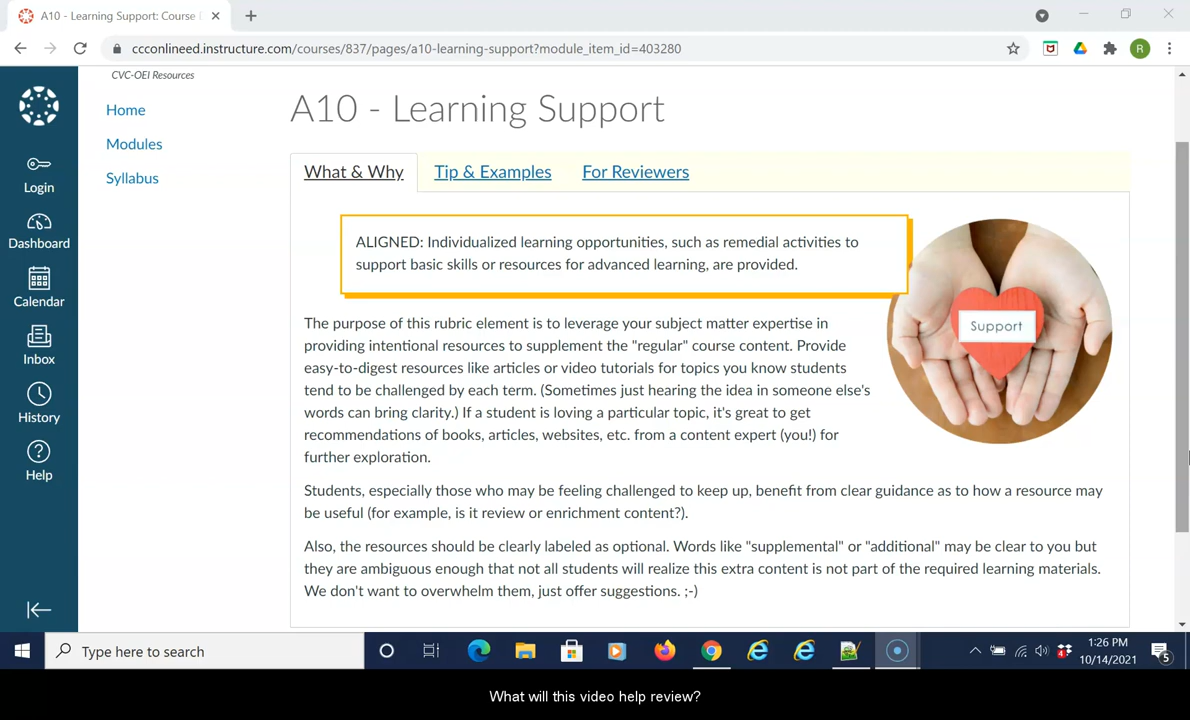 A10 - Learning Support: Course
ccconlineed.instructure.com/courses/837/pages/a10-learning-support?module_item_id=403280
R
CVC-OEI Resources
Home
Modules
Syllabus
Login
Dashboard
Calendar
Inbox
History
Help
A10 - Learning Support
What & Why
Tip & Examples
For Reviewers
ALIGNED: Individualized learning opportunities, such as remedial activities to
support basic skills or resources for advanced learning, are provided.
Support
The purpose of this rubric element is to leverage your subject matter expertise in
providing intentional resources to supplement the "regular" course content. Provide
easy-to-digest resources like articles or video tutorials for topics you know students
tend to be challenged by each term. (Sometimes just hearing the idea in someone else's
words can bring clarity.) If a student is loving a particular topic, it's great to get
recommendations of books, articles, websites, etc. from a content expert (you!) for
further exploration.
Students, especially those who may be feeling challenged to keep up, benefit from clear guidance as to how a resource may
be useful (for example, is it review or enrichment content?).
Also, the resources should be clearly labeled as optional. Words like "supplemental" or "additional" may be clear to you but
they are ambiguous enough that not all students will realize this extra content is not part of the required learning materials.
We don't want to overwhelm them, just offer suggestions. ;-)
Type here to search
1:26 PM
10/14/2021
5
What will this video help review?